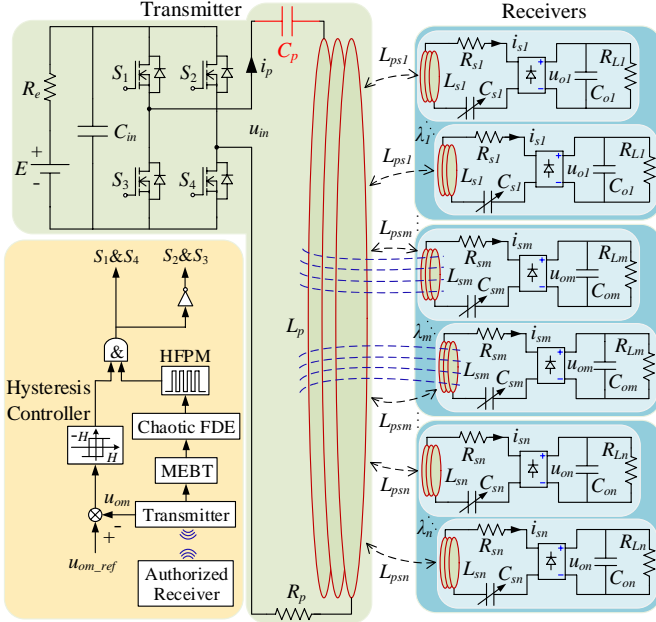 Transmitter
Receivers
R_e
E
+
-
C_in
S_1
S_2
S_3
S_4
i_p
u_in
C_p
L_p
R_p
L_ps1
R_s1
i_s1
L_s1
C_s1
u_o1
C_o1
R_L1
+
-
λ_1
L_ps1
R_s1
i_s1
L_s1
C_s1
u_o1
C_o1
R_L1
+
-
L_psm
R_sm
i_sm
L_sm
C_sm
u_om
C_om
R_Lm
+
-
λ_m
L_psm
R_sm
i_sm
L_sm
C_sm
u_om
C_om
R_Lm
+
-
L_psn
R_sn
i_sn
L_sn
C_sn
u_on
C_on
R_Ln
+
-
λ_n
L_psn
R_sn
i_sn
L_sn
C_sn
u_on
C_on
R_Ln
+
-
S_1&S_4
S_2&S_3
&
HFPM
Hysteresis
Controller
-H
H
Chaotic FDE
MEBT
u_om
Transmitter
+
-
u_om_ref
Authorized
Receiver